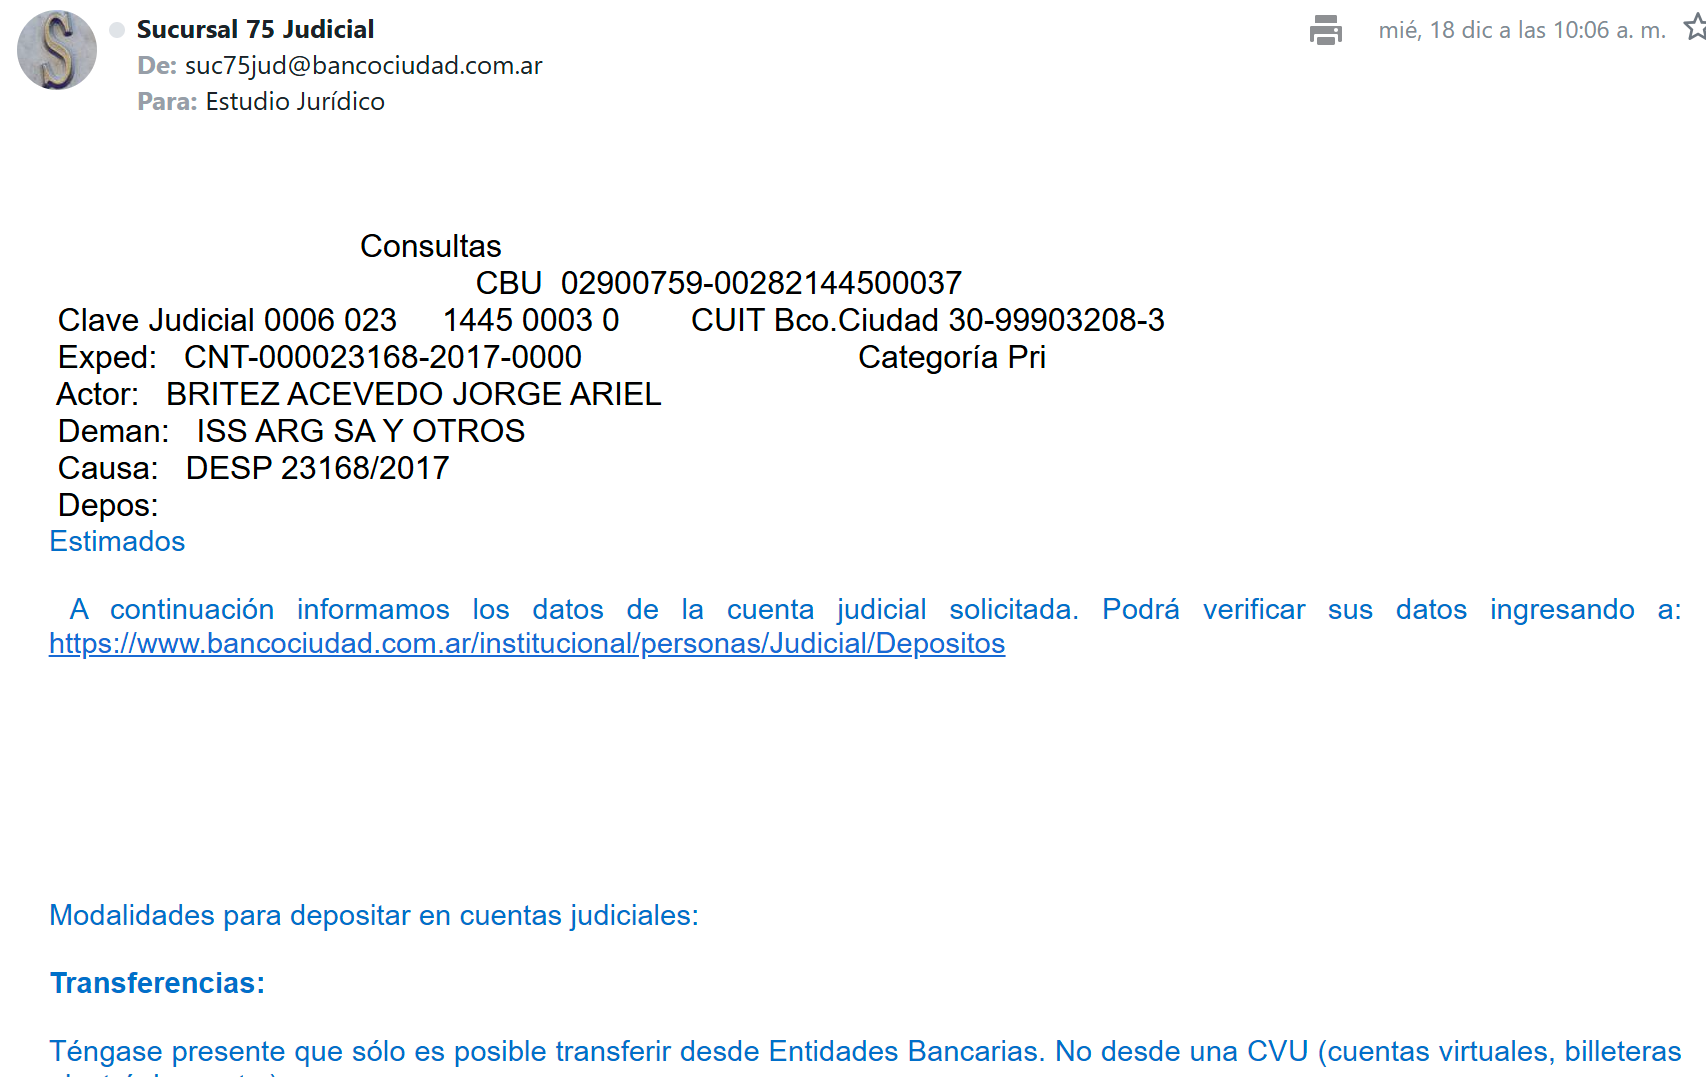 Sucursal 75 Judicial
mié, 18 dic a las 10:06 a. m.
De: suc75jud@bancociudad.com.ar
Para: Estudio Jurídico
Consultas
CBU 02900759-00282144500037
Clave Judicial 0006 023 1445 0003 0 CUIT Bco.Ciudad 30-99903208-3
Exped: CNT-000023168-2017-0000 Categoría Pri
Actor: BRITEZ ACEVEDO JORGE ARIEL
Deman: ISS ARG SA Y OTROS
Causa: DESP 23168/2017
Depos:
Estimados
A continuación informamos los datos de la cuenta judicial solicitada. Podrá verificar sus datos ingresando a:
https://www.bancociudad.com.ar/institucional/personas/Judicial/Depositos
Modalidades para depositar en cuentas judiciales:
Transferencias:
Téngase presente que sólo es posible transferir desde Entidades Bancarias. No desde una CVU (cuentas virtuales, billeteras